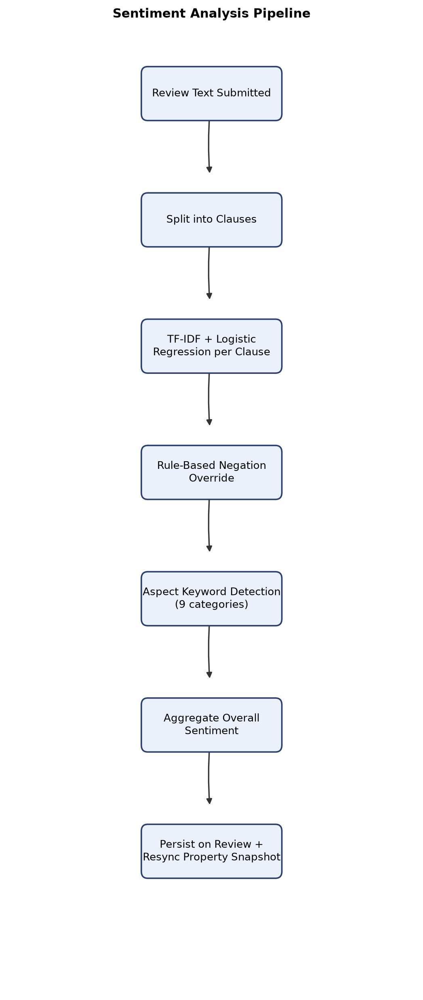 Sentiment Analysis Pipeline
Review Text Submitted
Split into Clauses
TF-IDF + Logistic
Regression per Clause
Rule-Based Negation
Override
Aspect Keyword Detection
(9 categories)
Aggregate Overall
Sentiment
Persist on Review +
Resync Property Snapshot